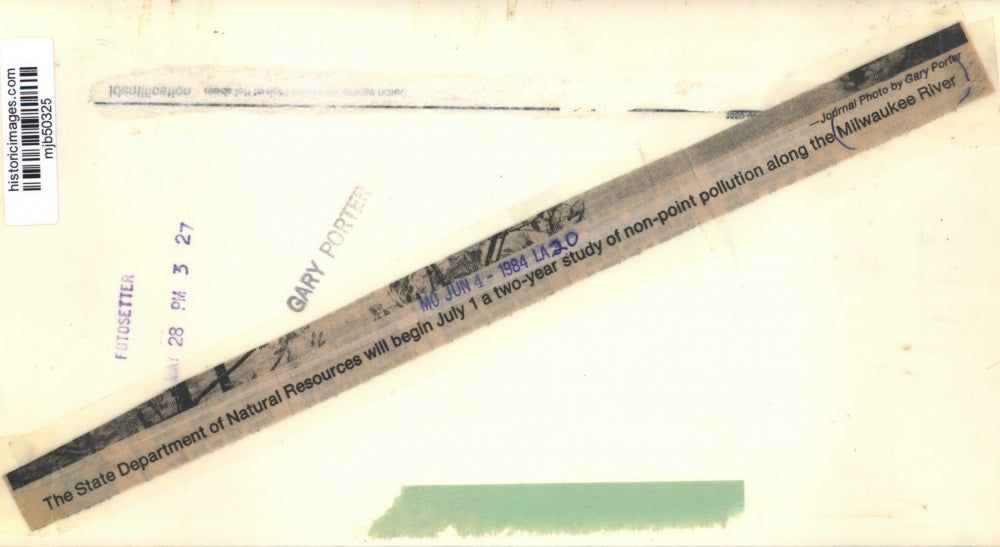 historicimages.com
mjb50325
Identification
FOTOSETTER
28 PM 3 27
GARY PORTER
—Journal Photo by Gary Porter
The State Department of Natural Resources will begin July 1 a two-year study of non-point pollution along the Milwaukee River
MO JUN 4 - 1984 LA20